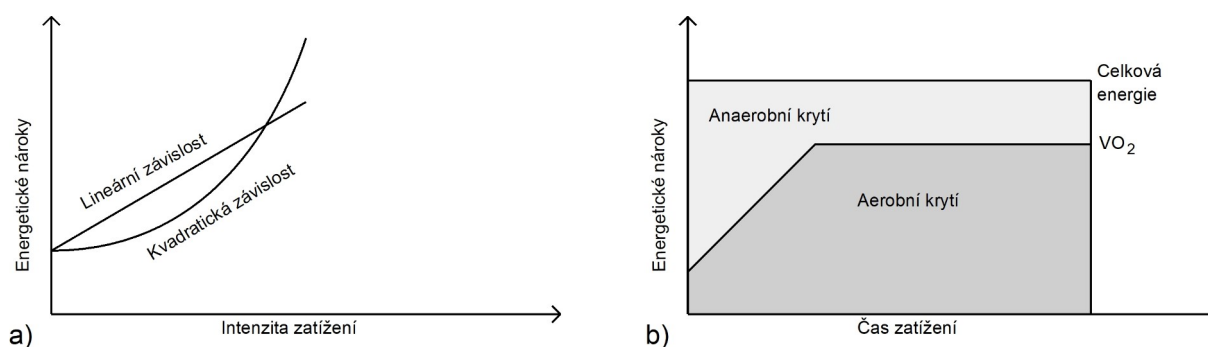 Energetické nároky
Lineární závislost
Kvadratická závislost
Intenzita zatížení
a)
Energetické nároky
Anaerobní krytí
Aerobní krytí
Celková
energie
VO2
Čas zatížení
b)